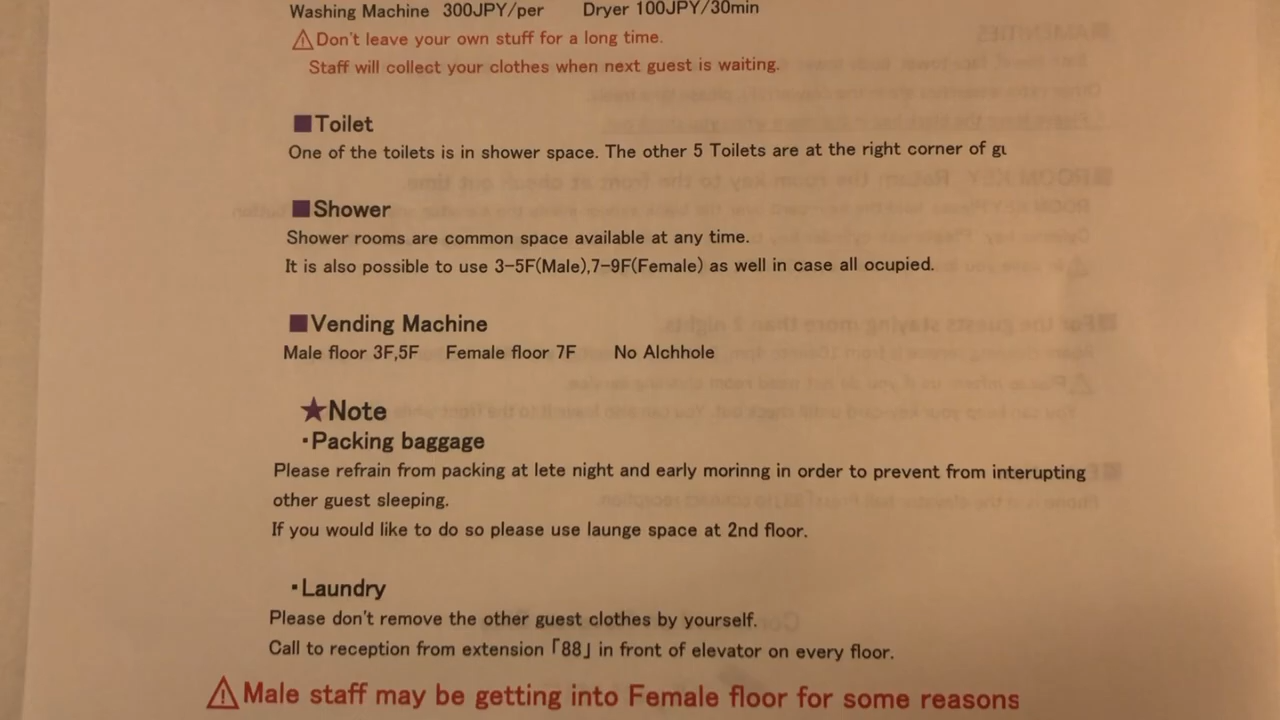 Washing Machine 300JPY/per Dryer 100JPY/30min
⚠Don't leave your own stuff for a long time.
Staff will collect your clothes when next guest is waiting.
■Toilet
One of the toilets is in shower space. The other 5 Toilets are at the right corner of
■Shower
Shower rooms are common space available at any time.
It is also possible to use 3-5F(Male),7-9F(Female) as well in case all ocupied.
■Vending Machine
Male floor 3F,5F Female floor 7F No Alchhole
★Note
・Packing baggage
Please refrain from packing at lete night and early morinng in order to prevent from interupting
other guest sleeping.
If you would like to do so please use launge space at 2nd floor.
・Laundry
Please don't remove the other guest clothes by yourself.
Call to reception from extension「88」in front of elevator on every floor.
⚠Male staff may be getting into Female floor for some reasons